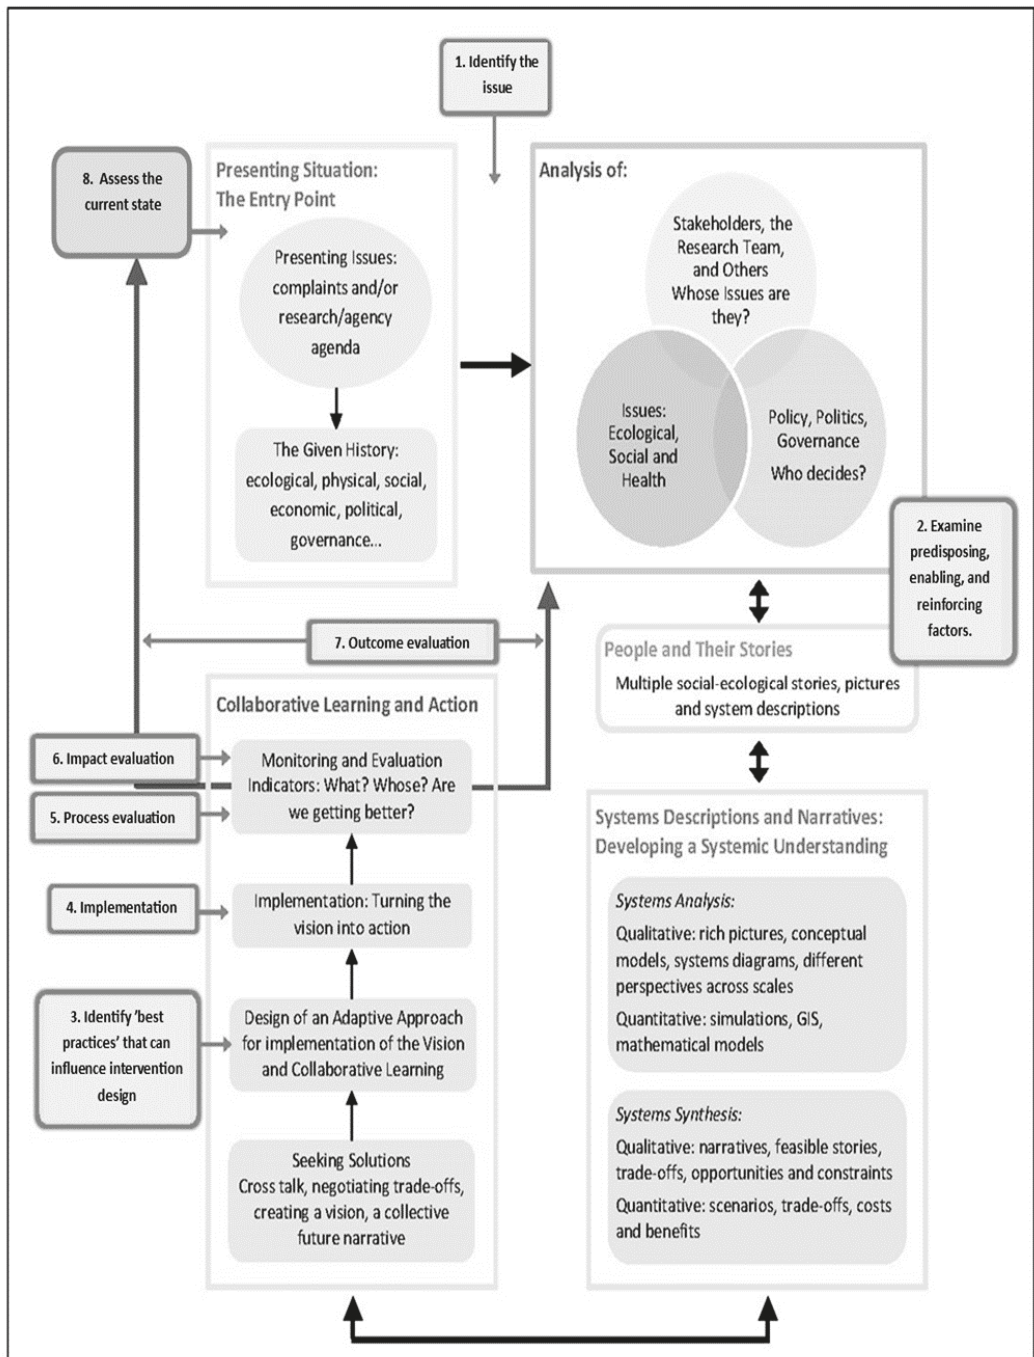 1. Identify the
issue
8. Assess the
current state
Presenting Situation:
The Entry Point
Presenting Issues:
complaints and/or
research/agency
agenda
The Given History:
ecological, physical, social,
economic, political,
governance...
Analysis of:
Stakeholders, the
Research Team,
and Others
Whose Issues are
they?
Issues:
Ecological,
Social and
Health
Policy, Politics,
Governance
Who decides?
2. Examine
predisposing,
enabling, and
reinforcing
factors.
7. Outcome evaluation
People and Their Stories
Multiple social-ecological stories, pictures
and system descriptions
Collaborative Learning and Action
6. Impact evaluation
5. Process evaluation
Monitoring and Evaluation
Indicators: What? Whose? Are
we getting better?
4. Implementation
Implementation: Turning the
vision into action
3. Identify 'best
practices' that can
influence intervention
design
Design of an Adaptive Approach
for implementation of the Vision
and Collaborative Learning
Seeking Solutions
Cross talk, negotiating trade-offs,
creating a vision, a collective
future narrative
Systems Descriptions and Narratives:
Developing a Systemic Understanding
Systems Analysis:
Qualitative: rich pictures, conceptual
models, systems diagrams, different
perspectives across scales
Quantitative: simulations, GIS,
mathematical models
Systems Synthesis:
Qualitative: narratives, feasible stories,
trade-offs, opportunities and constraints
Quantitative: scenarios, trade-offs, costs
and benefits